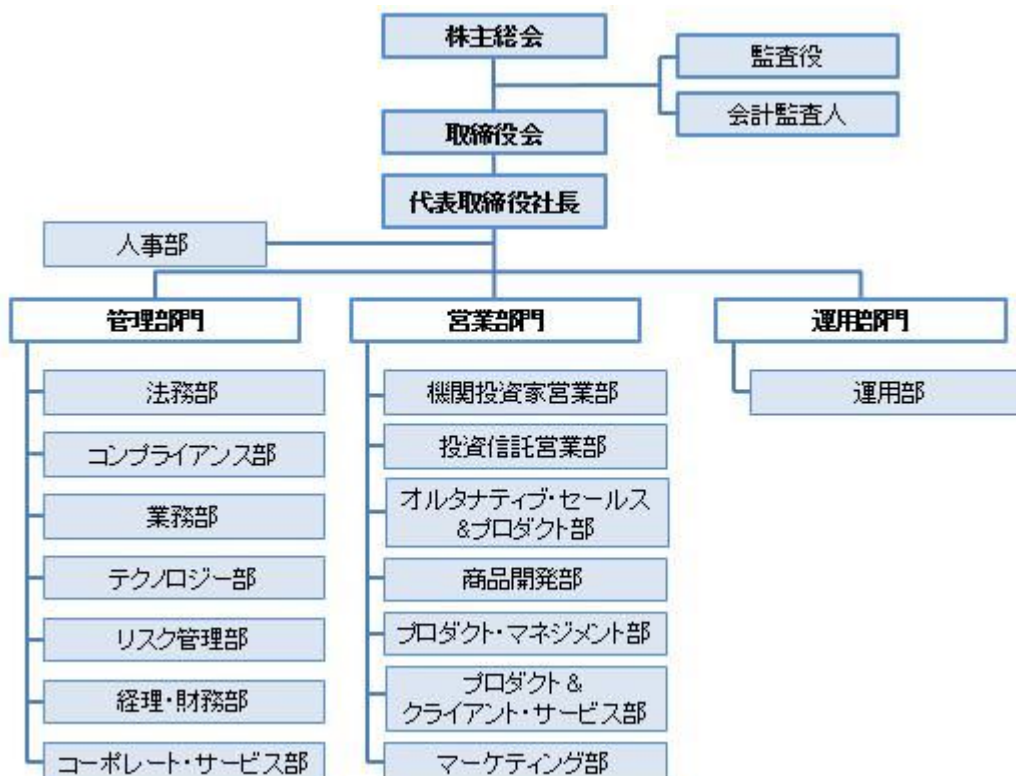 株主総会
監査役
会計監査人
取締役会
代表取締役社長
人事部
管理部門
法務部
コンプライアンス部
業務部
テクノロジー部
リスク管理部
経理・財務部
コーポレート・サービス部
営業部門
機関投資家営業部
投資信託営業部
オルタナティブ・セールス
&プロダクト部
商品開発部
プロダクト・マネジメント部
プロダクト&
クライアント・サービス部
マーケティング部
運用部門
運用部